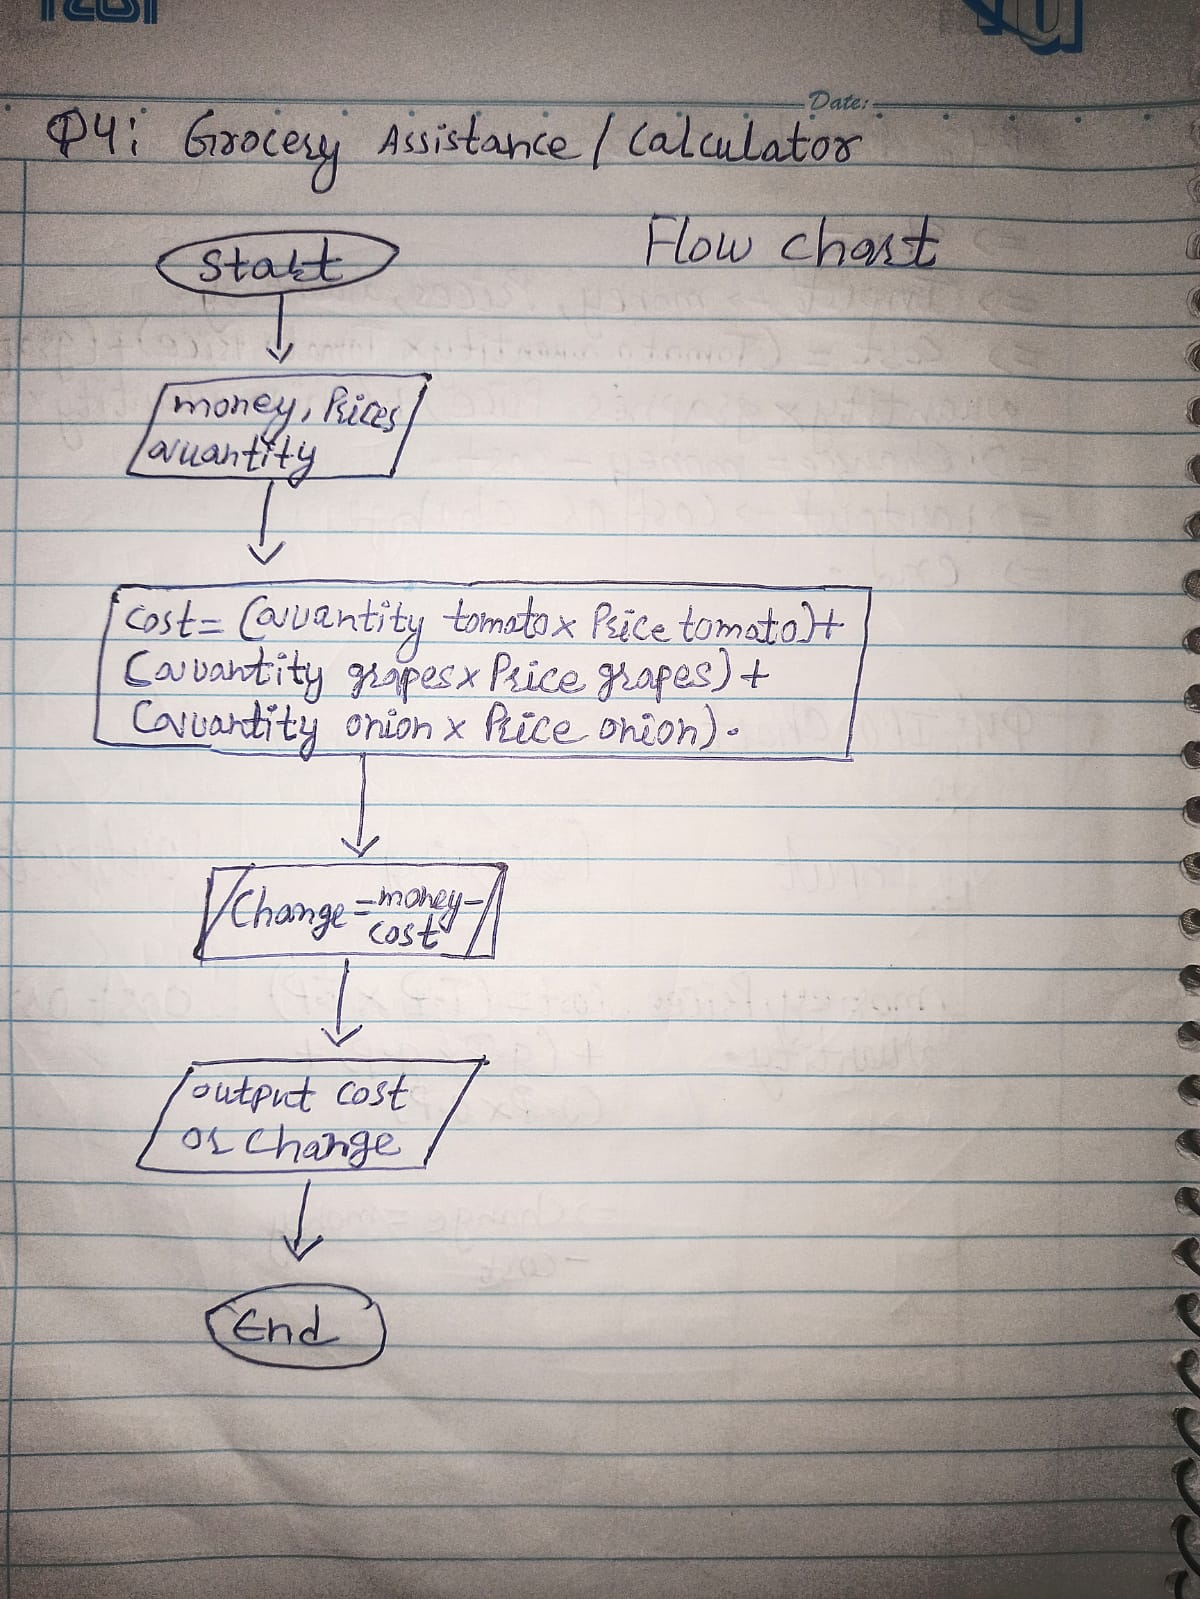 Date:
Q4: Grocery Assistance / Calculator
Flow chart
Start
money, Prices
quantity
cost = (quantity tomato x Price tomato) +
(quantity grapes x Price grapes) +
(quantity onion x Price onion).
Change = money -
cost
output cost
or change
End